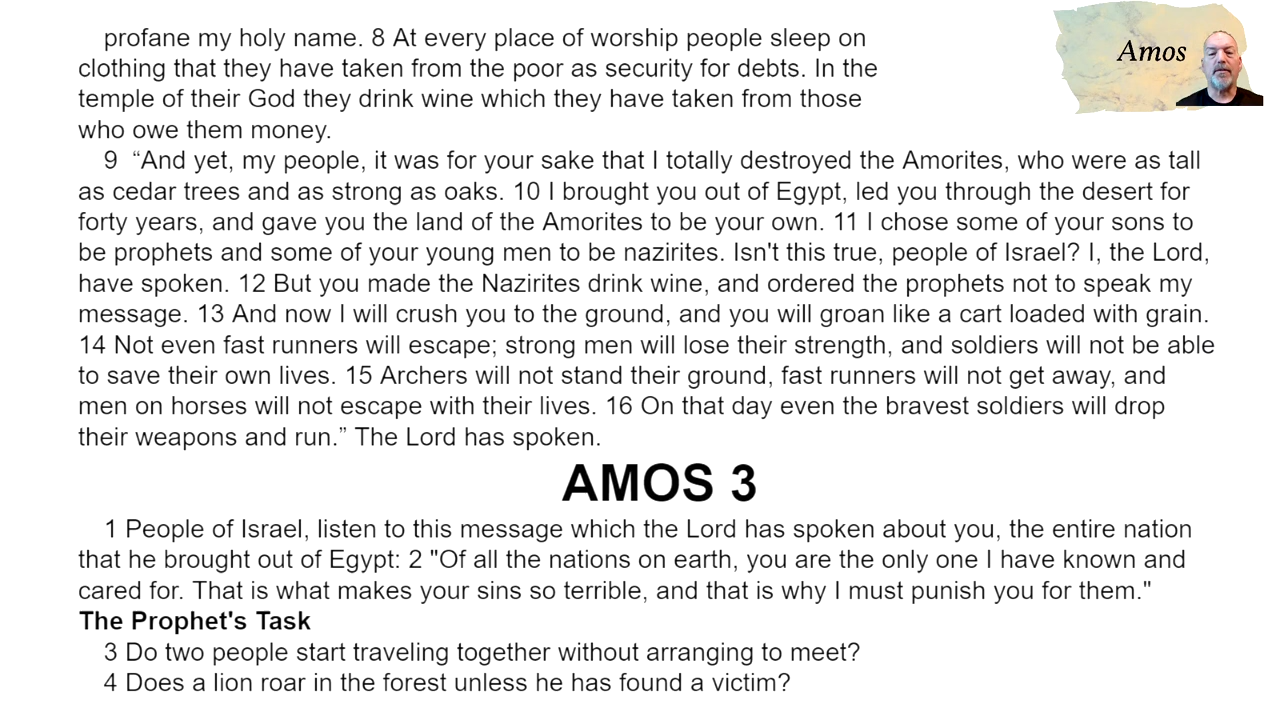 profane my holy name. 8 At every place of worship people sleep on
clothing that they have taken from the poor as security for debts. In the
temple of their God they drink wine which they have taken from those
who owe them money.
Amos
9 “And yet, my people, it was for your sake that I totally destroyed the Amorites, who were as tall
as cedar trees and as strong as oaks. 10 I brought you out of Egypt, led you through the desert for
forty years, and gave you the land of the Amorites to be your own. 11 I chose some of your sons to
be prophets and some of your young men to be nazirites. Isn't this true, people of Israel? I, the Lord,
have spoken. 12 But you made the Nazirites drink wine, and ordered the prophets not to speak my
message. 13 And now I will crush you to the ground, and you will groan like a cart loaded with grain.
14 Not even fast runners will escape; strong men will lose their strength, and soldiers will not be able
to save their own lives. 15 Archers will not stand their ground, fast runners will not get away, and
men on horses will not escape with their lives. 16 On that day even the bravest soldiers will drop
their weapons and run.” The Lord has spoken.
AMOS 3
1 People of Israel, listen to this message which the Lord has spoken about you, the entire nation
that he brought out of Egypt: 2 "Of all the nations on earth, you are the only one I have known and
cared for. That is what makes your sins so terrible, and that is why I must punish you for them."
The Prophet's Task
3 Do two people start traveling together without arranging to meet?
4 Does a lion roar in the forest unless he has found a victim?